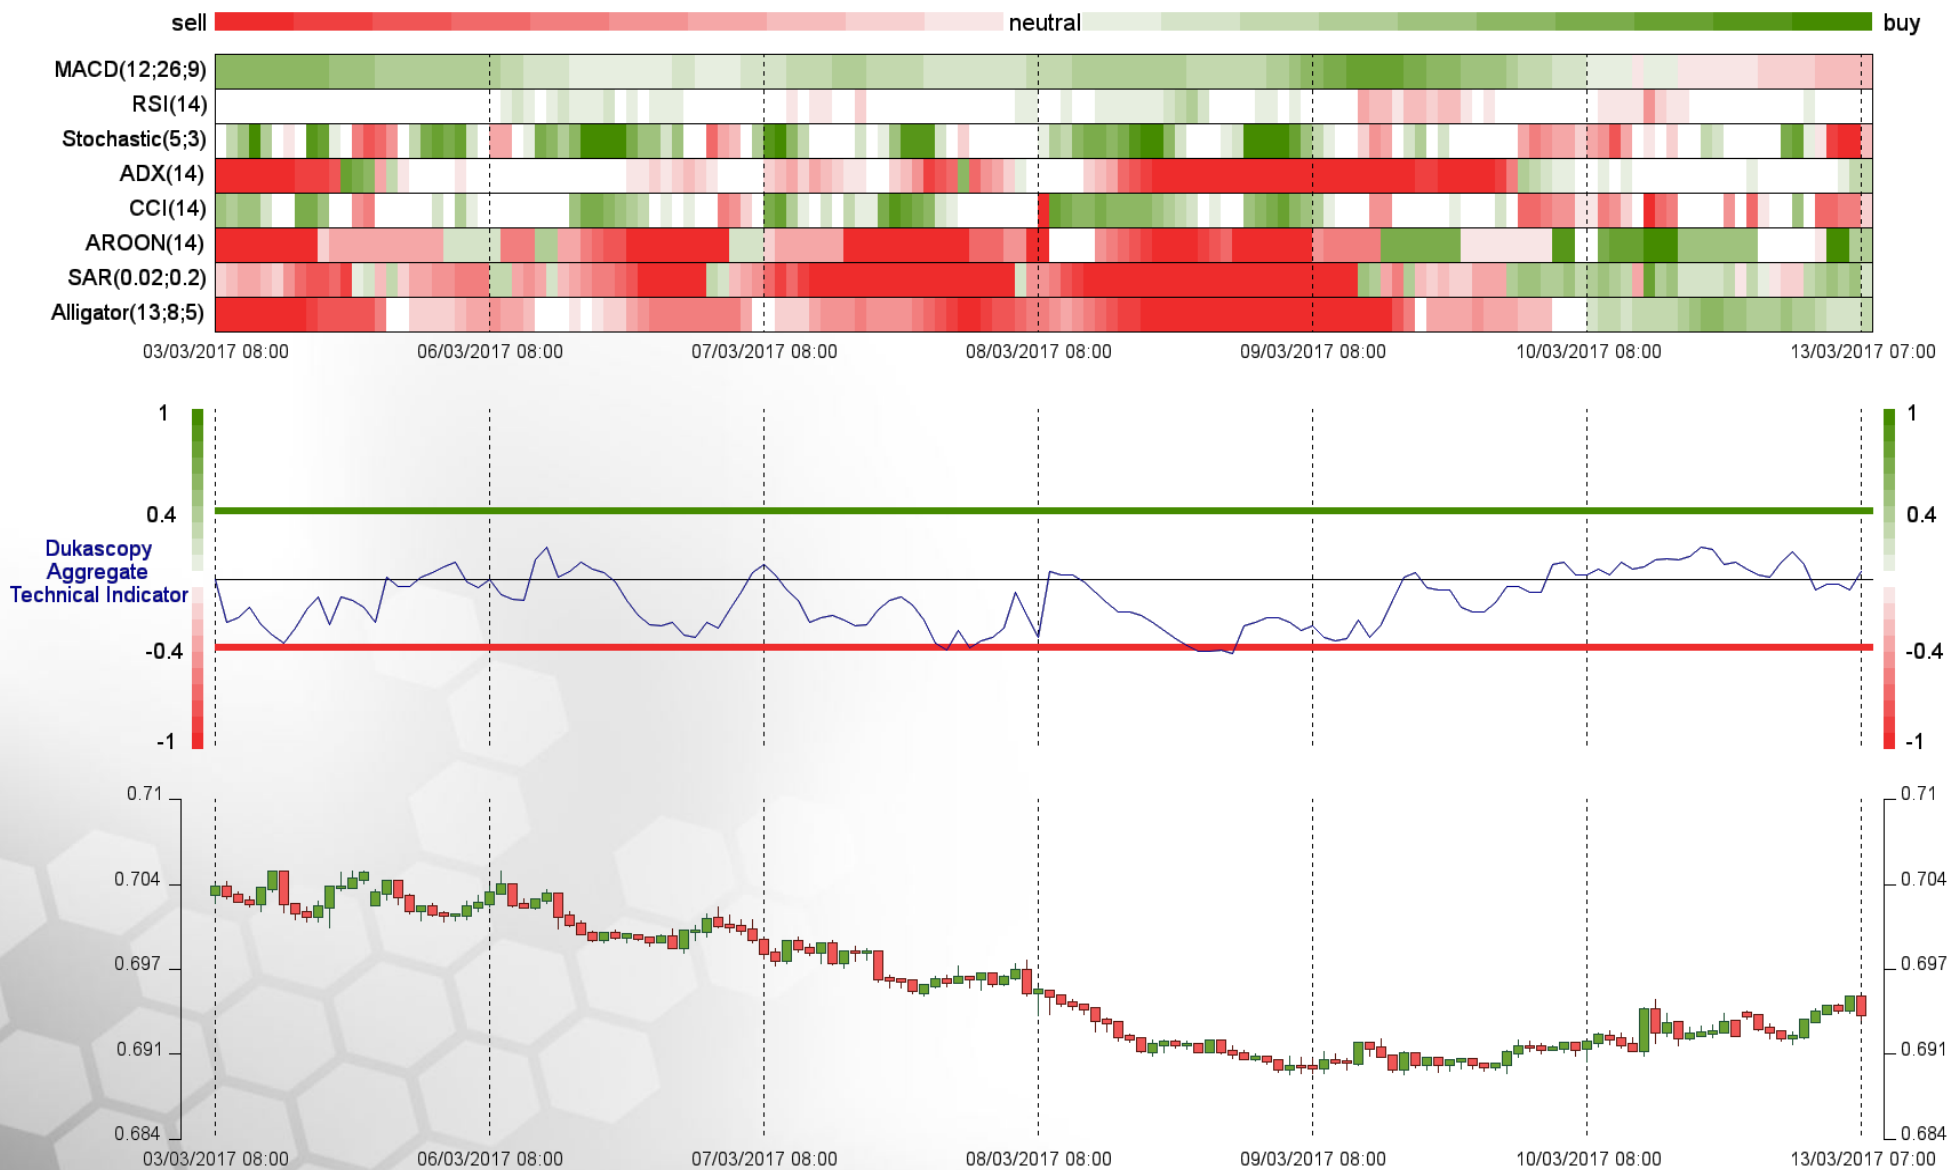 sell neutral buy
MACD(12;26;9)
RSI(14)
Stochastic(5;3)
ADX(14)
CCI(14)
AROON(14)
SAR(0.02;0.2)
Alligator(13;8;5)
03/03/2017 08:00 06/03/2017 08:00 07/03/2017 08:00 08/03/2017 08:00 09/03/2017 08:00 10/03/2017 08:00 13/03/2017 07:00
1 1
0.4 0.4
Dukascopy
Aggregate
Technical Indicator
-0.4 -0.4
-1 -1
0.71 0.71
0.704 0.704
0.697 0.697
0.691 0.691
0.684 0.684
03/03/2017 08:00 06/03/2017 08:00 07/03/2017 08:00 08/03/2017 08:00 09/03/2017 08:00 10/03/2017 08:00 13/03/2017 07:00